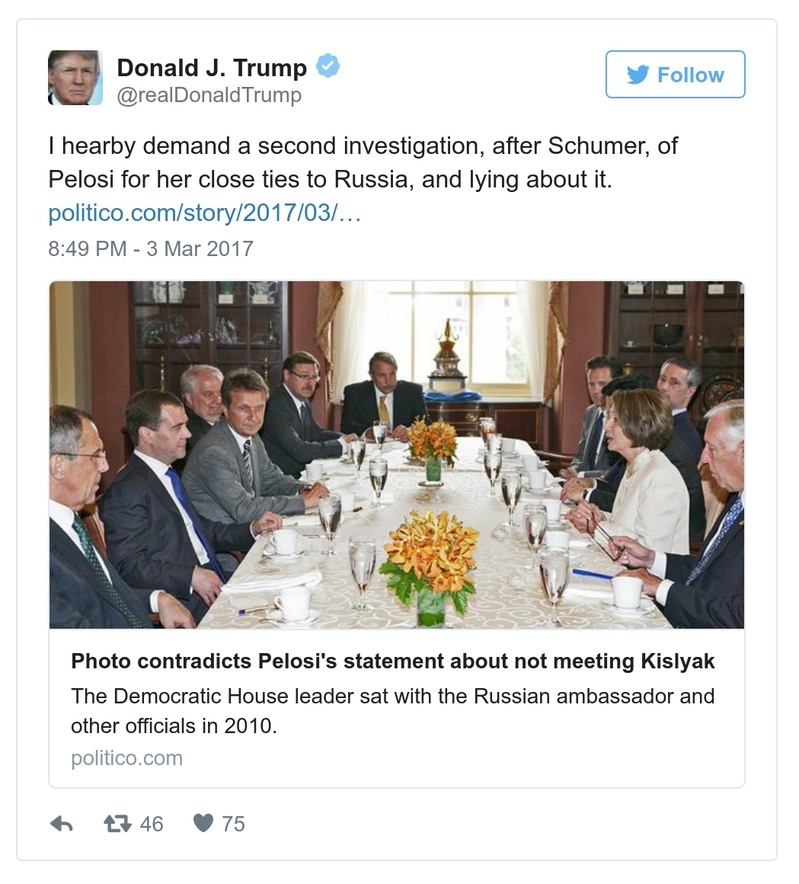 Donald J. Trump
@realDonaldTrump
Follow
I hearby demand a second investigation, after Schumer, of
Pelosi for her close ties to Russia, and lying about it.
politico.com/story/2017/03/…
8:49 PM - 3 Mar 2017
Photo contradicts Pelosi's statement about not meeting Kislyak
The Democratic House leader sat with the Russian ambassador and
other officials in 2010.
politico.com
46
75